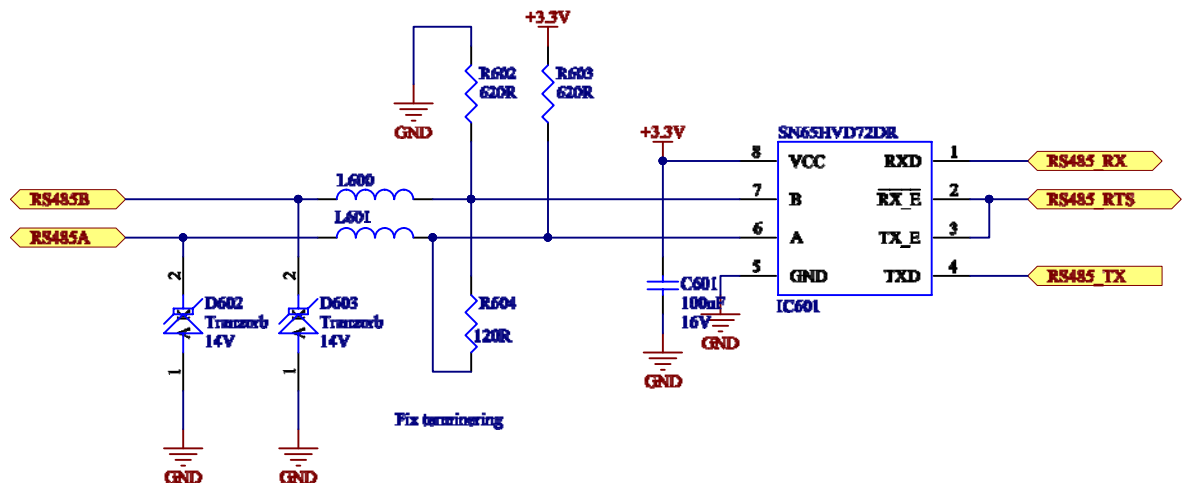 +3.3V
R602
620R
R603
620R
GND
+3.3V
SN65HVD72DR
8 VCC RXD 1 RS485_RX
RS485B L600 7 B RX_E 2 RS485_RTS
RS485A L601 6 A TX_E 3
5 GND TXD 4 RS485_TX
IC601
2
D602
Tranzorb
14V
1
2
D603
Tranzorb
14V
1
R604
120R
C601
100nF
16V
GND
GND
Fix terminering
GND
GND